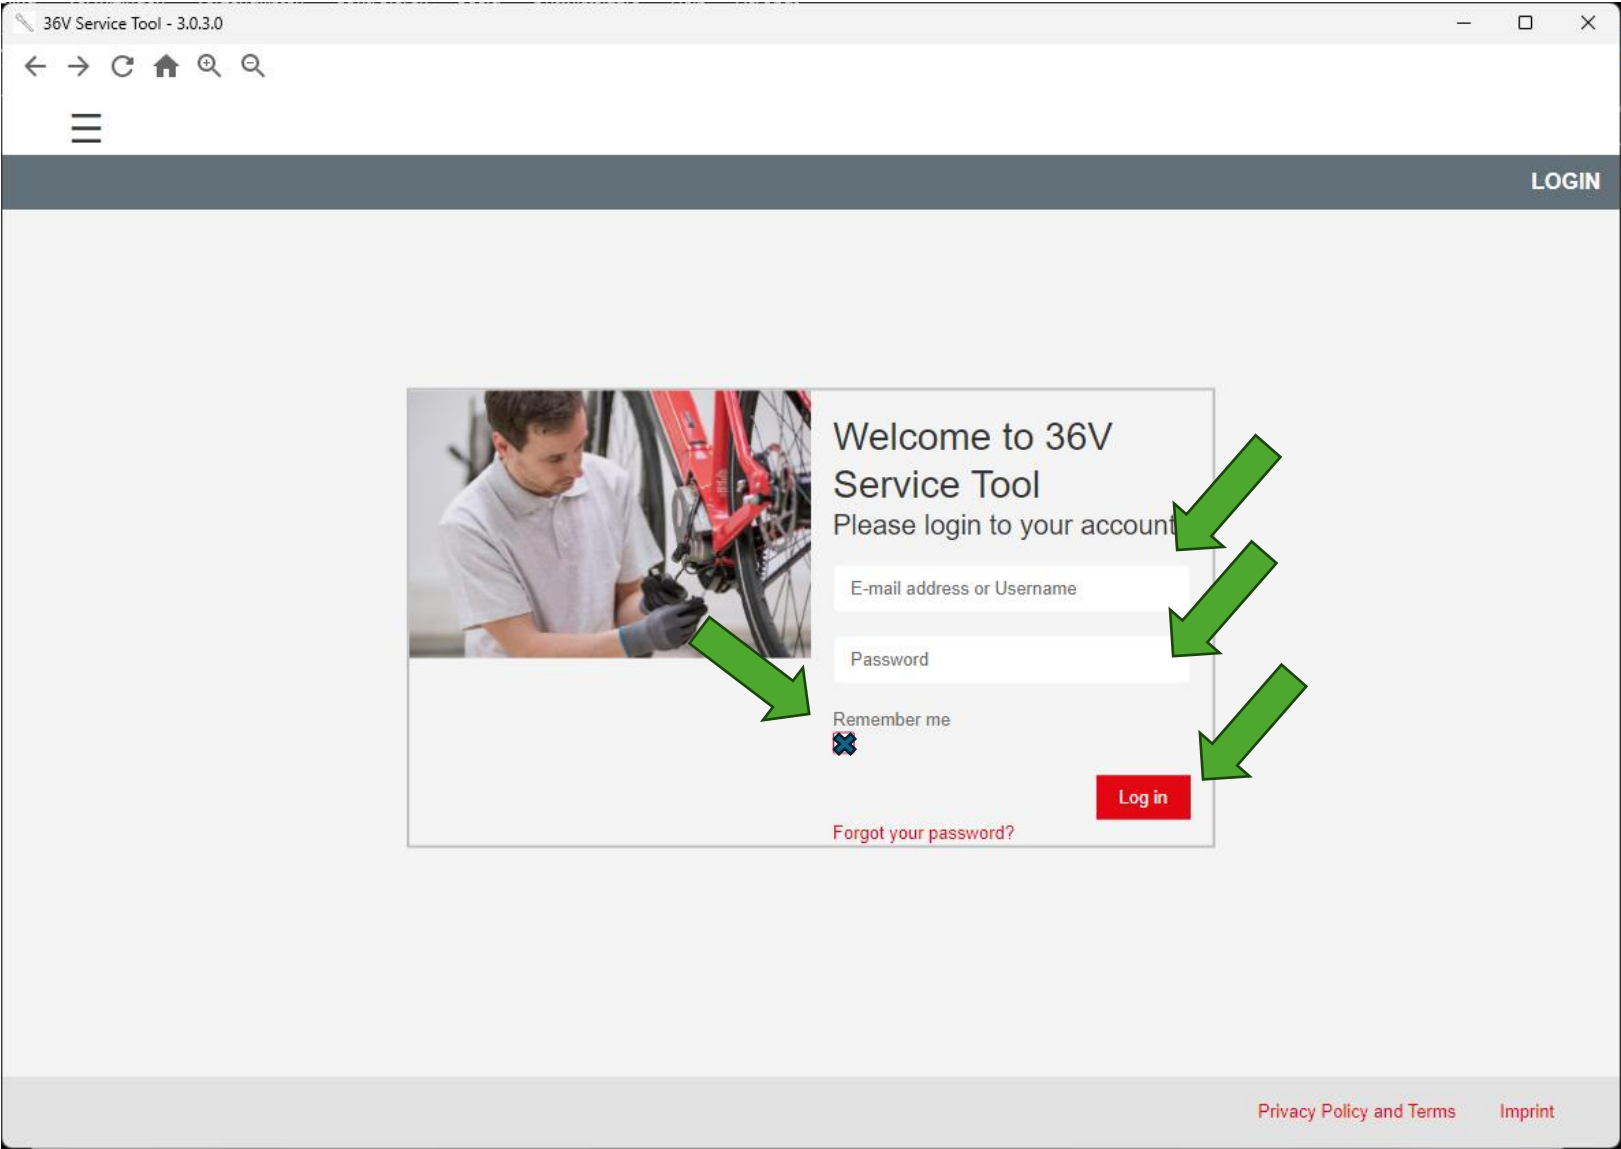 36V Service Tool - 3.0.3.0
LOGIN
Welcome to 36V
Service Tool
Please login to your account
E-mail address or Username
Password
Remember me
Log in
Forgot your password?
Privacy Policy and Terms
Imprint